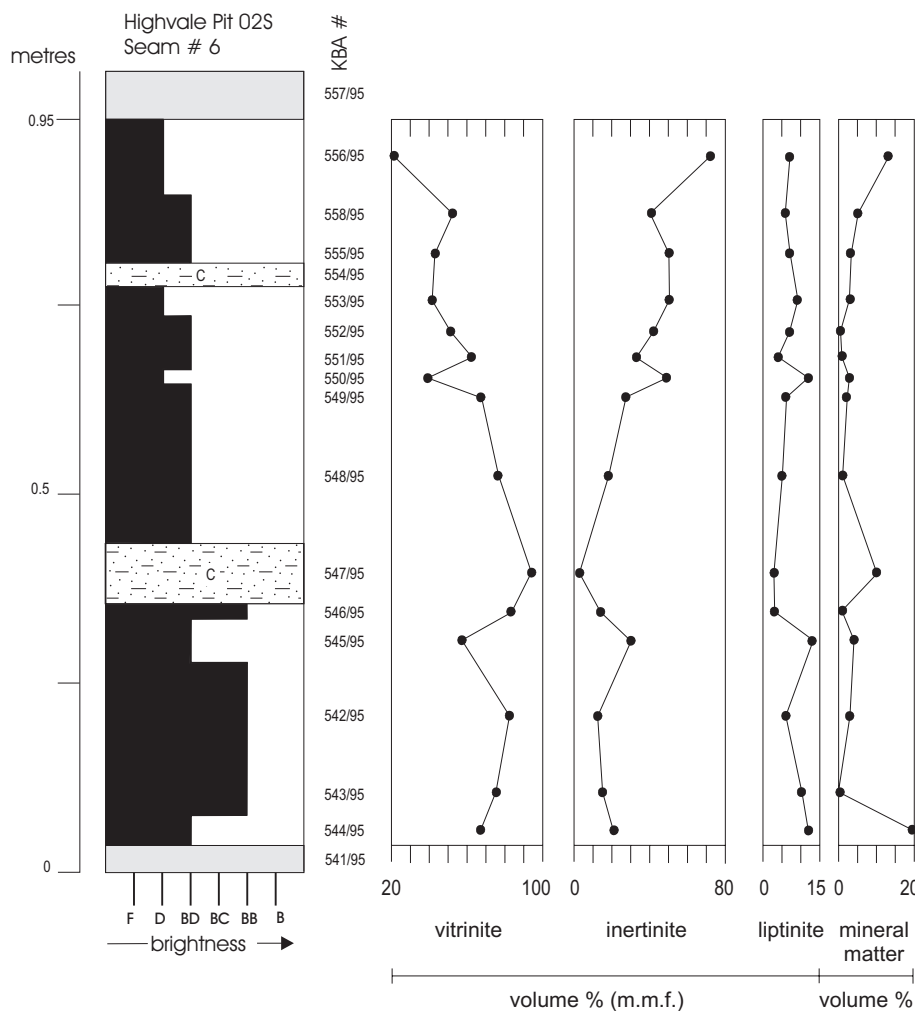 Highvale Pit 02S
Seam # 6
metres
KBA #
557/95
0.95
556/95
558/95
555/95
C
554/95
553/95
552/95
551/95
550/95
549/95
548/95
0.5
547/95
C
546/95
545/95
542/95
543/95
544/95
541/95
0
20 100 0 80 0 15 0 20
F D BD BC BB B
brightness
vitrinite inertinite liptinite mineral
matter
volume % (m.m.f.) volume %